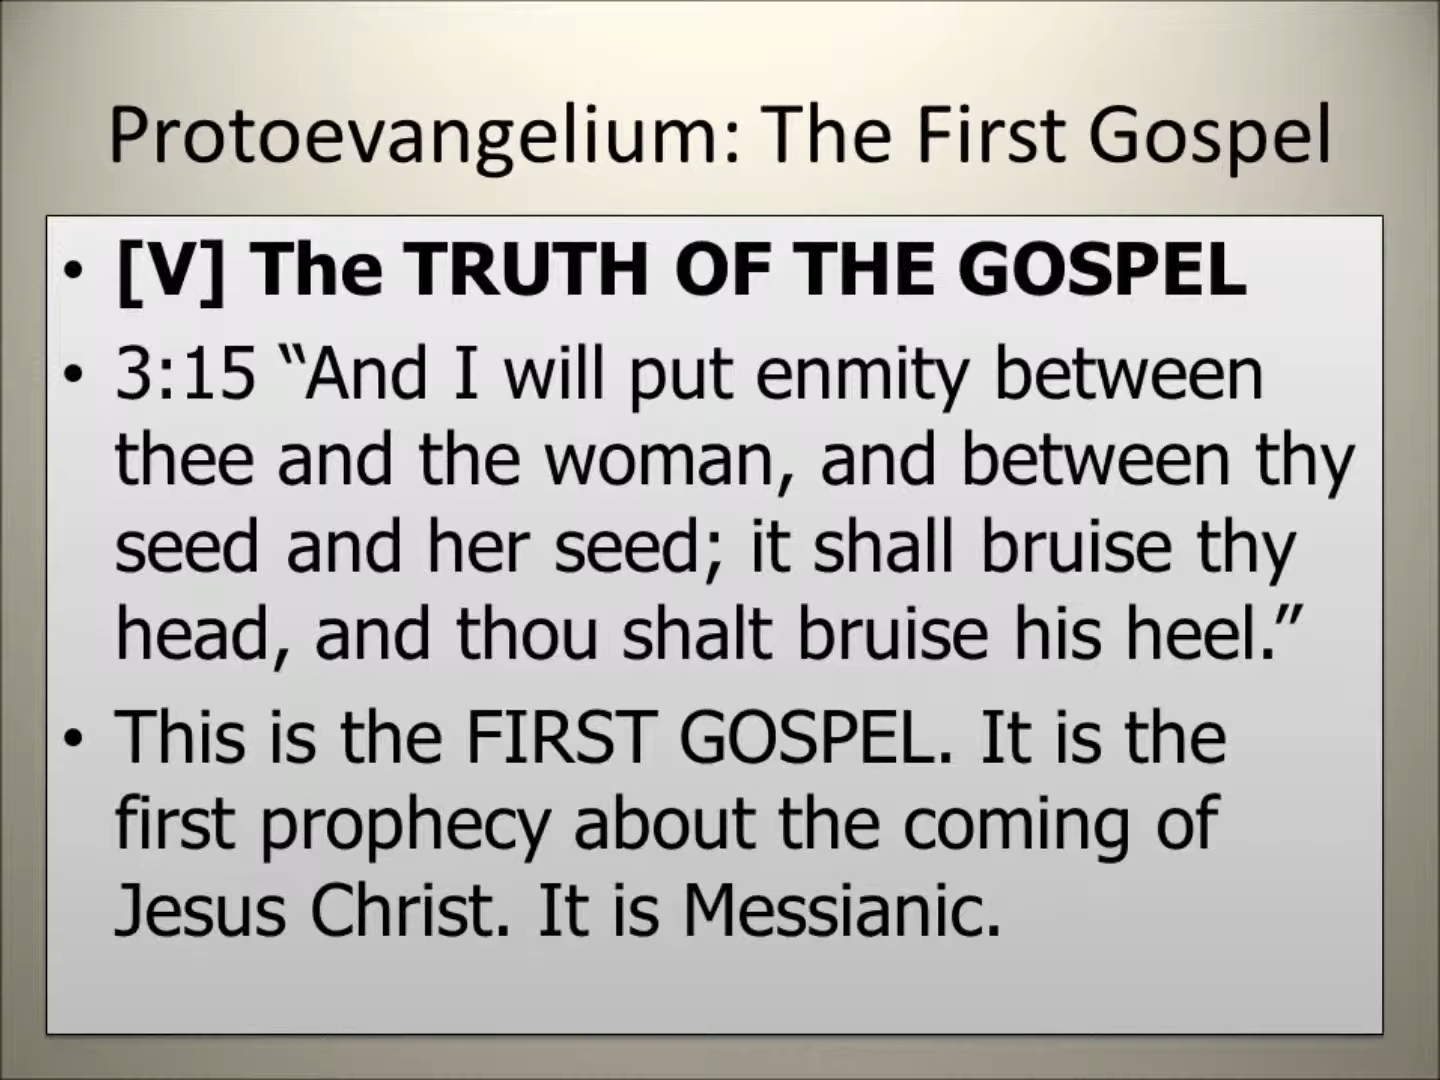 Protoevangelium: The First Gospel
• [V] The TRUTH OF THE GOSPEL
• 3:15 “And I will put enmity between
thee and the woman, and between thy
seed and her seed; it shall bruise thy
head, and thou shalt bruise his heel.”
• This is the FIRST GOSPEL. It is the
first prophecy about the coming of
Jesus Christ. It is Messianic.